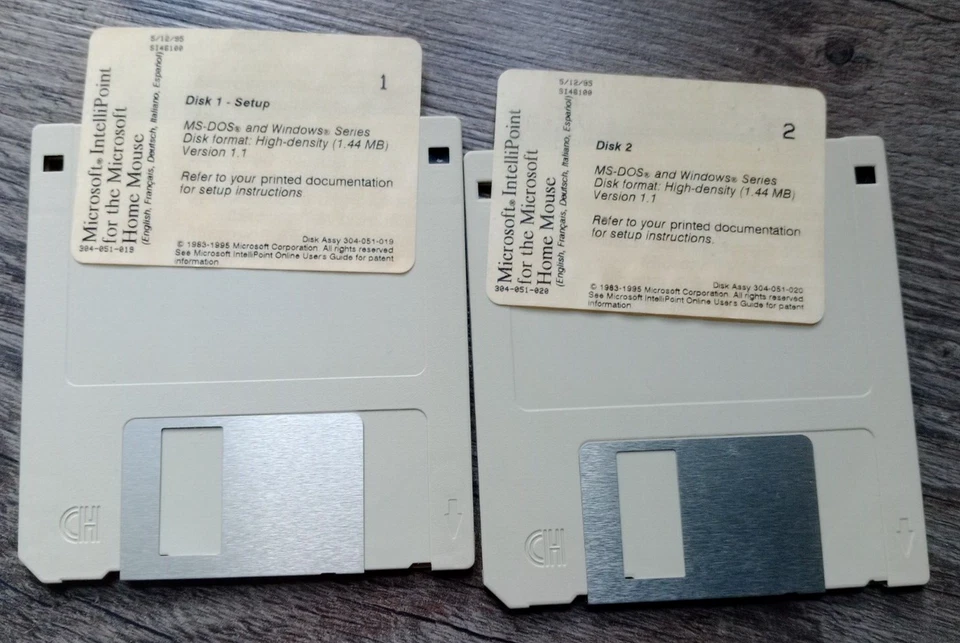 5/12/95
S146100
Microsoft® IntelliPoint
for the Microsoft
Home Mouse
(English, Français, Deutsch, Italiano, Español)
304-051-019
1
Disk 1 - Setup
MS-DOS® and Windows® Series
Disk format: High-density (1.44 MB)
Version 1.1
Refer to your printed documentation
for setup instructions
Disk Assy 304-051-019
© 1983-1995 Microsoft Corporation. All rights reserved
See Microsoft IntelliPoint Online User's Guide for patent
information
HD
5/12/95
S146100
Microsoft® IntelliPoint
for the Microsoft
Home Mouse
(English, Français, Deutsch, Italiano, Español)
304-051-020
2
Disk 2
MS-DOS® and Windows® Series
Disk format: High-density (1.44 MB)
Version 1.1
Refer to your printed documentation
for setup instructions.
Disk Assy 304-051-020
© 1983-1995 Microsoft Corporation. All rights reserved
See Microsoft IntelliPoint Online User's Guide for patent
information
HD